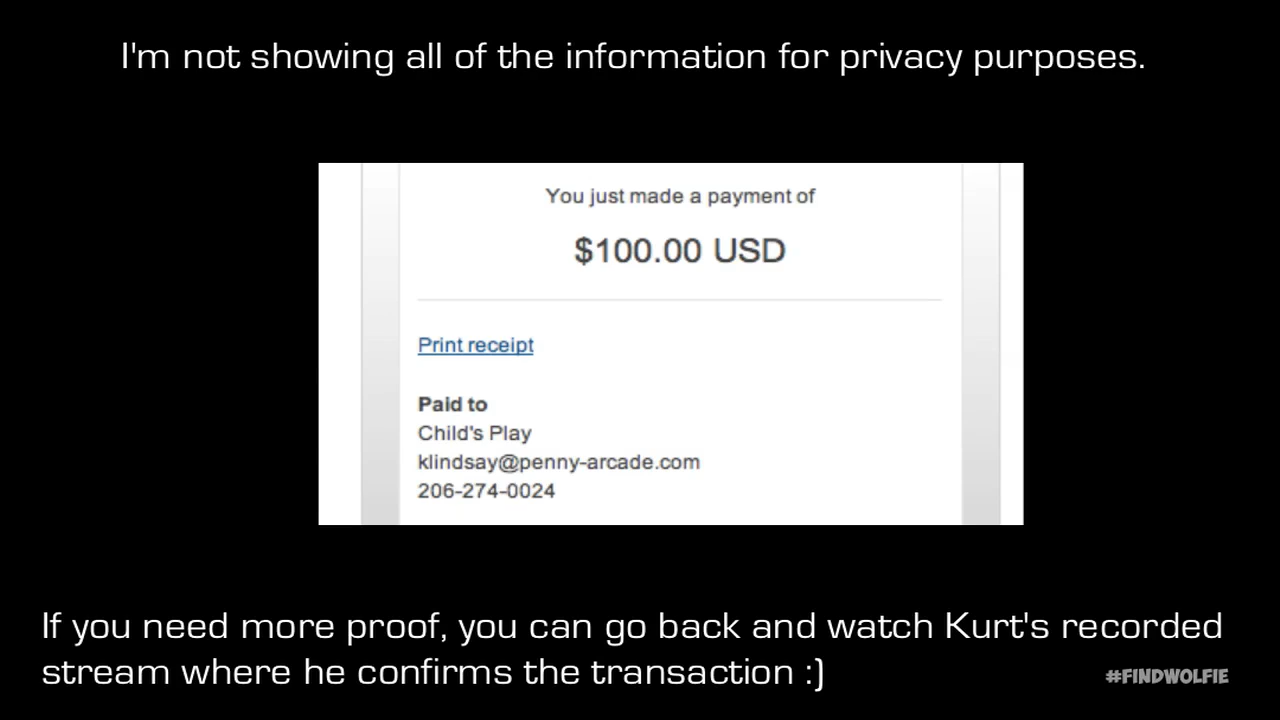 I'm not showing all of the information for privacy purposes.
You just made a payment of
$100.00 USD
Print receipt
Paid to
Child's Play
klindsay@penny-arcade.com
206-274-0024
If you need more proof, you can go back and watch Kurt's recorded
stream where he confirms the transaction :)
#FINDWOLFIE